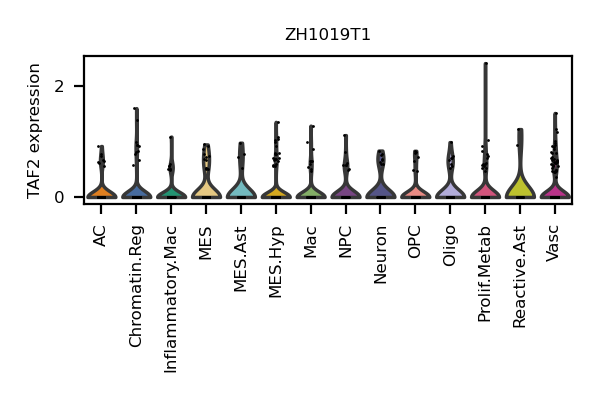 ZH1019T1
TAF2 expression
2
0
AC
Chromatin.Reg
Inflammatory.Mac
MES
MES.Ast
MES.Hyp
Mac
NPC
Neuron
OPC
Oligo
Prolif.Metab
Reactive.Ast
Vasc